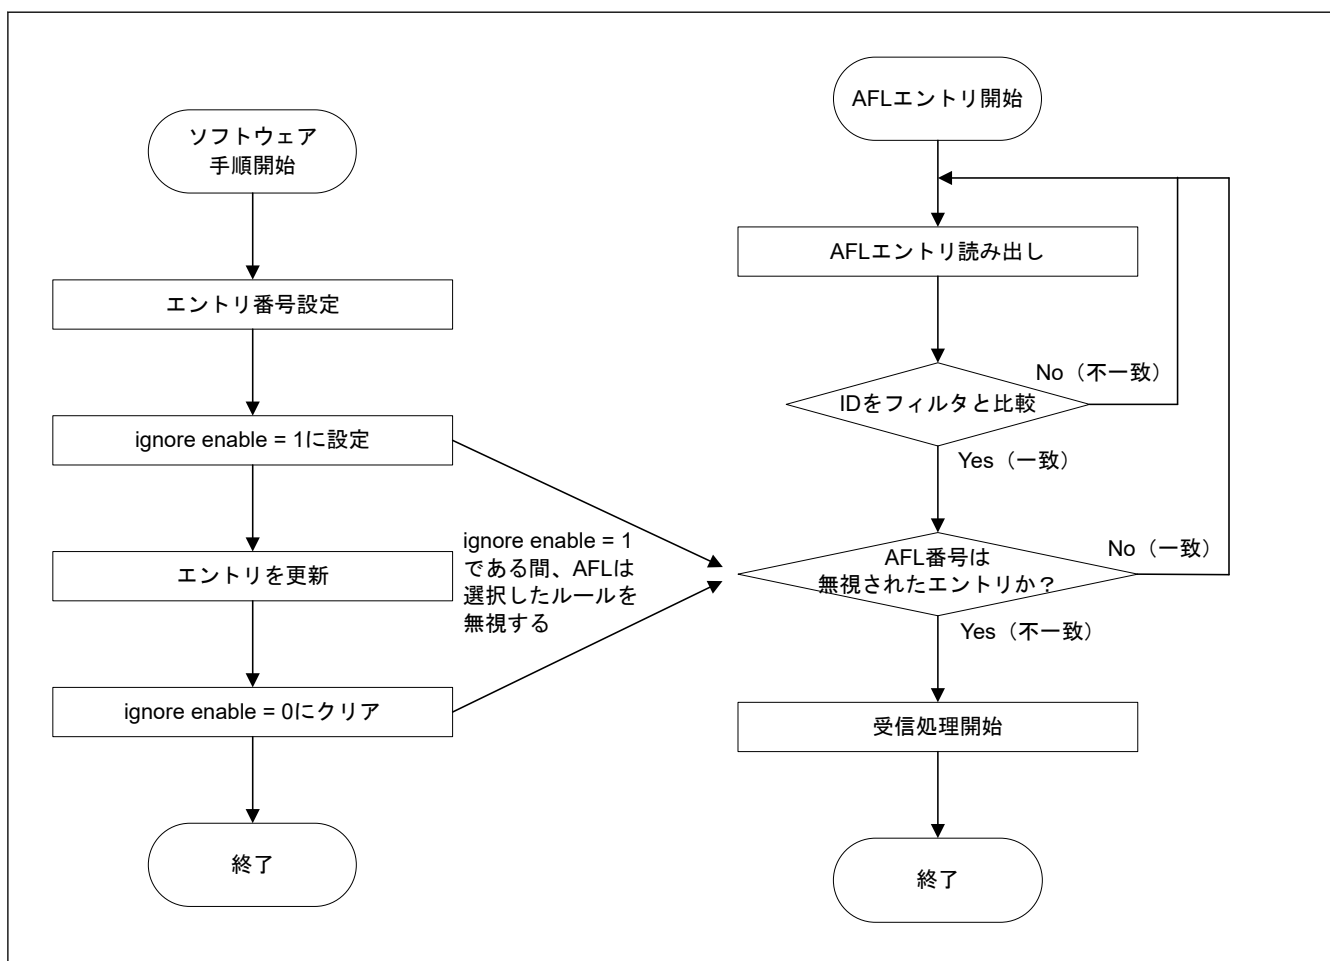 ソフトウェア
手順開始
エントリ番号設定
ignore enable = 1に設定
エントリを更新
ignore enable = 0にクリア
終了
ignore enable = 1
である間、AFLは
選択したルールを
無視する
AFLエントリ開始
AFLエントリ読み出し
IDをフィルタと比較
No（不一致）
Yes（一致）
AFL番号は
無視されたエントリか？
No（一致）
Yes（不一致）
受信処理開始
終了